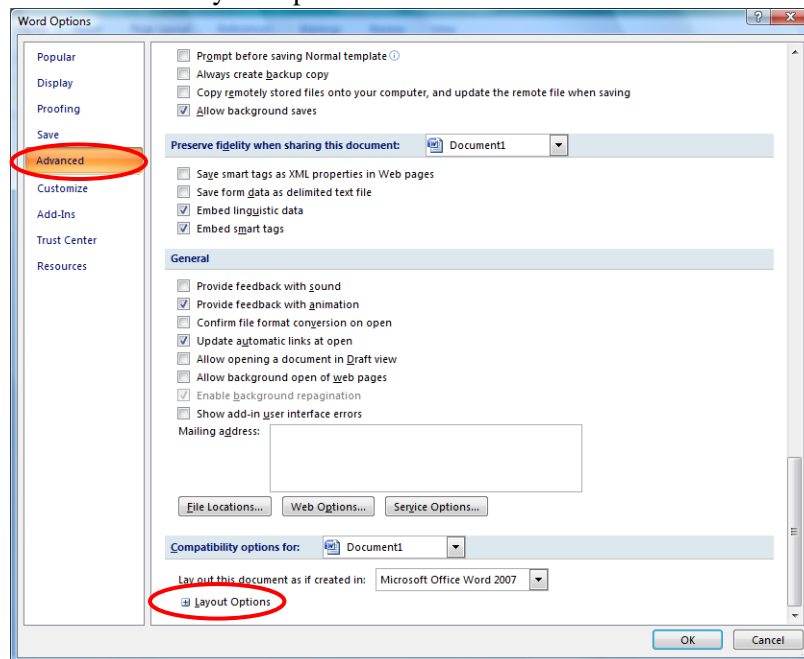 Word Options
Popular
Display
Proofing
Save
Advanced
Customize
Add-Ins
Trust Center
Resources
Prompt before saving Normal template
Always create backup copy
Copy remotely stored files onto your computer, and update the remote file when saving
Allow background saves
Preserve fidelity when sharing this document: Document1
Save smart tags as XML properties in Web pages
Save form data as delimited text file
Embed linguistic data
Embed smart tags
General
Provide feedback with sound
Provide feedback with animation
Confirm file format conversion on open
Update automatic links at open
Allow opening a document in Draft view
Allow background open of web pages
Enable background repagination
Show add-in user interface errors
Mailing address:
File Locations... Web Options... Service Options...
Compatibility options for: Document1
Lay out this document as if created in: Microsoft Office Word 2007
Layout Options
OK Cancel